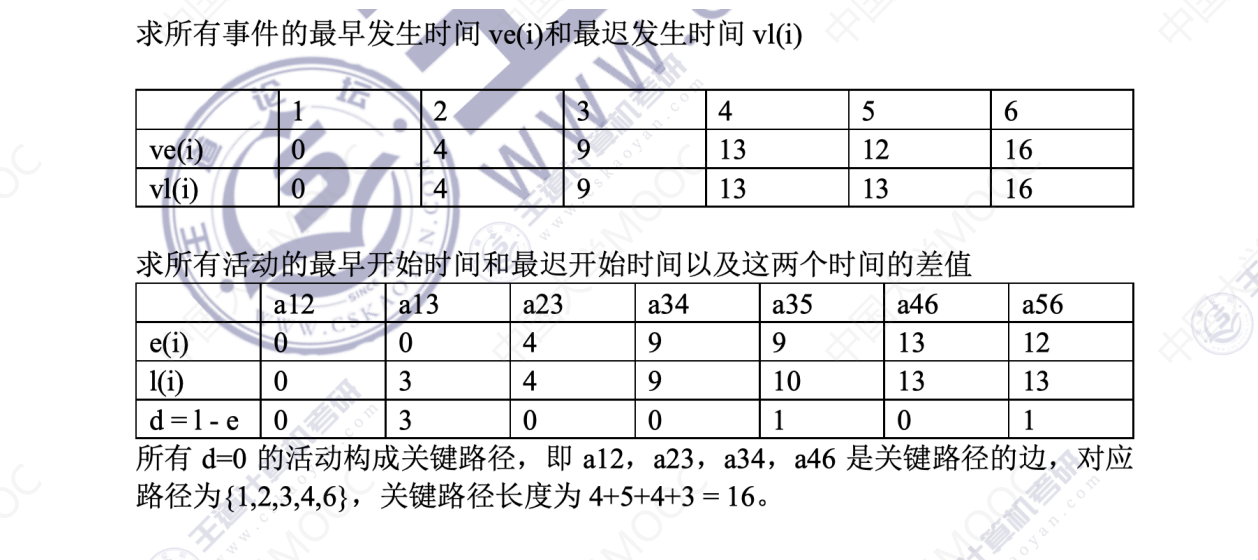 求所有事件的最早发生时间 ve(i)和最迟发生时间 vl(i)
1 2 3 4 5 6
ve(i) 0 4 9 13 12 16
vl(i) 0 4 9 13 13 16
求所有活动的最早开始时间和最迟开始时间以及这两个时间的差值
a12 a13 a23 a34 a35 a46 a56
e(i) 0 0 4 9 9 13 12
l(i) 0 3 4 9 10 13 13
d = l - e 0 3 0 0 1 0 1
所有 d=0 的活动构成关键路径，即 a12，a23，a34，a46 是关键路径的边，对应
路径为{1,2,3,4,6}，关键路径长度为 4+5+4+3 = 16。